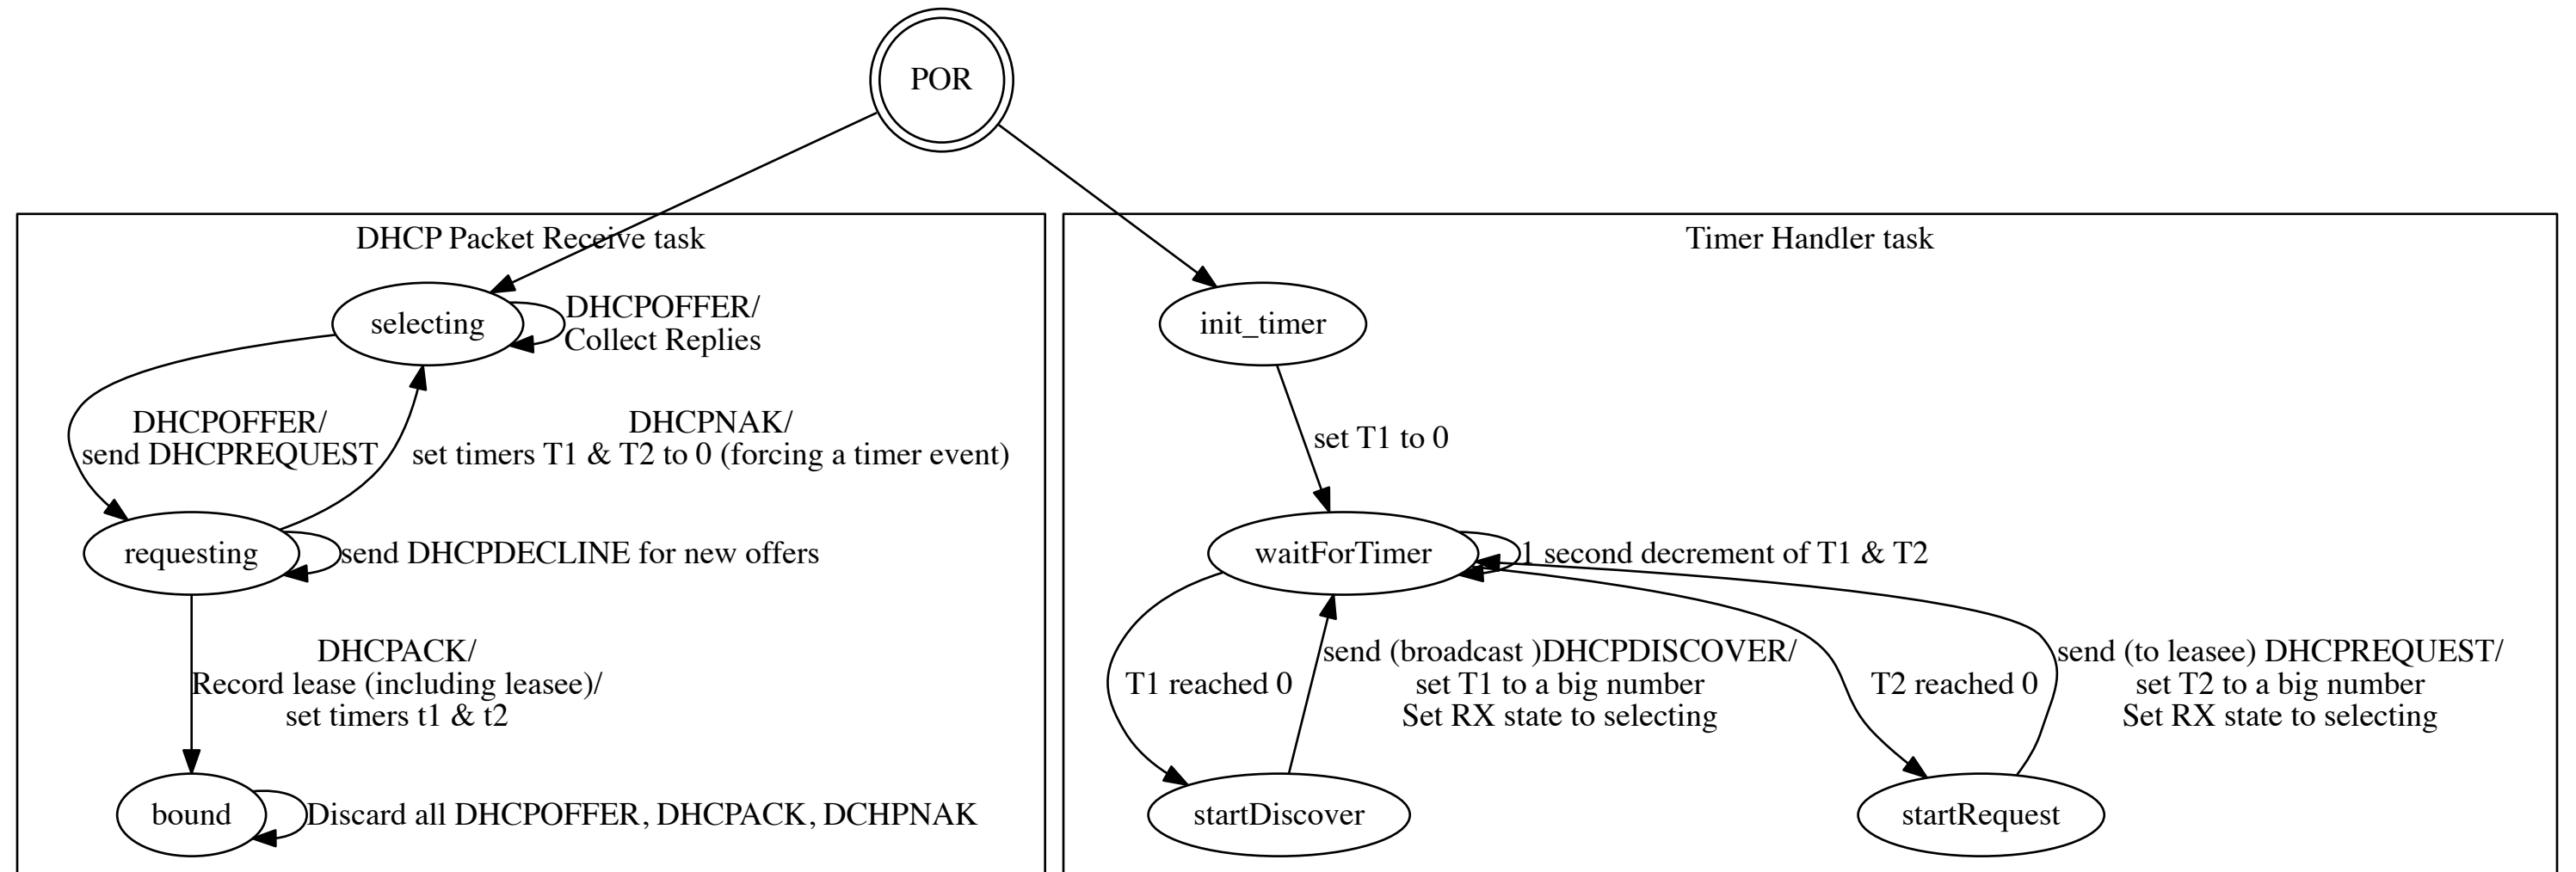 POR
DHCP Packet Receive task
Timer Handler task
selecting
DHCPOFFER/
Collect Replies
init_timer
DHCPOFFER/
send DHCPREQUEST
DHCPNAK/
set timers T1 & T2 to 0 (forcing a timer event)
set T1 to 0
requesting
send DHCPDECLINE for new offers
waitForTimer
1 second decrement of T1 & T2
DHCPACK/
Record lease (including leasee)/
set timers t1 & t2
T1 reached 0
send (broadcast )DHCPDISCOVER/
set T1 to a big number
Set RX state to selecting
T2 reached 0
send (to leasee) DHCPREQUEST/
set T2 to a big number
Set RX state to selecting
bound
Discard all DHCPOFFER, DHCPACK, DCHPNAK
startDiscover
startRequest